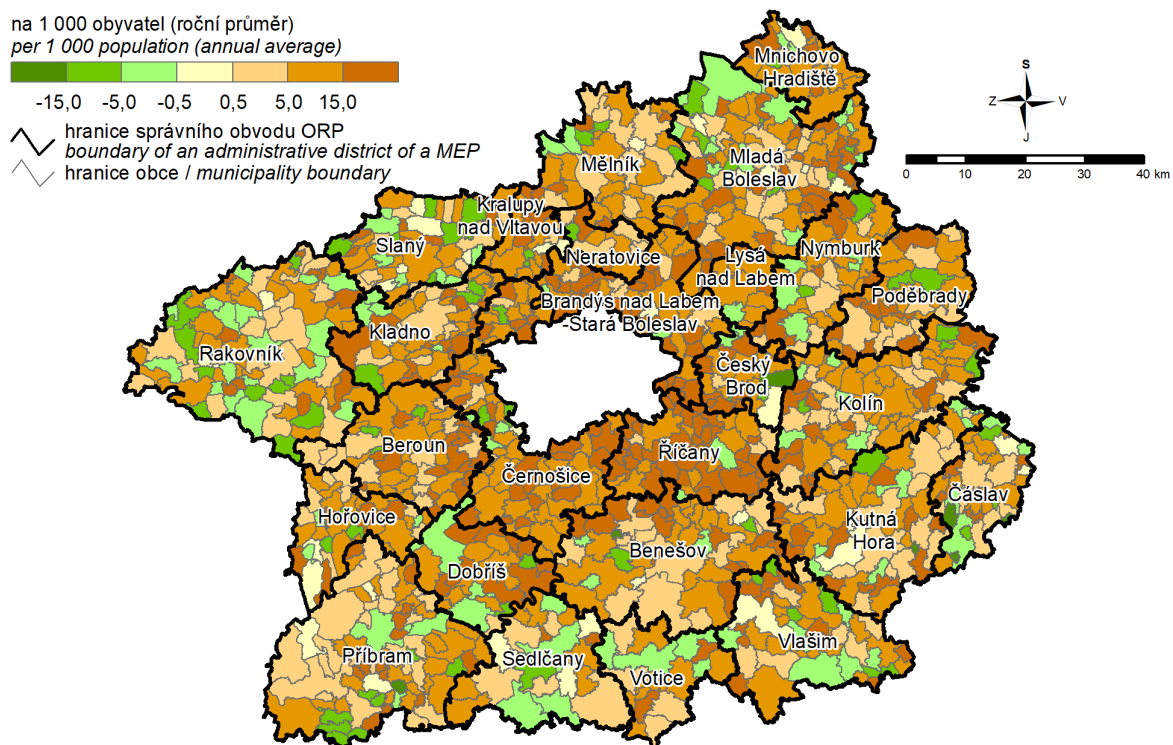 na 1 000 obyvatel (roční průměr)
per 1 000 population (annual average)
-15,0 -5,0 -0,5 0,5 5,0 15,0
hranice správního obvodu ORP
boundary of an administrative district of a MEP
hranice obce / municipality boundary
S
Z V
J
0 10 20 30 40 km
Mnichovo
Hradiště
Mělník
Mladá
Boleslav
Kralupy
nad Vltavou
Slaný
Neratovice
Lysá
nad Labem
Nymburk
Poděbrady
Brandýs nad Labem
-Stará Boleslav
Kladno
Rakovník
Český
Brod
Kolín
Beroun
Černošice
Říčany
Čáslav
Hořovice
Kutná
Hora
Benešov
Dobříš
Vlašim
Příbram
Sedlčany
Votice